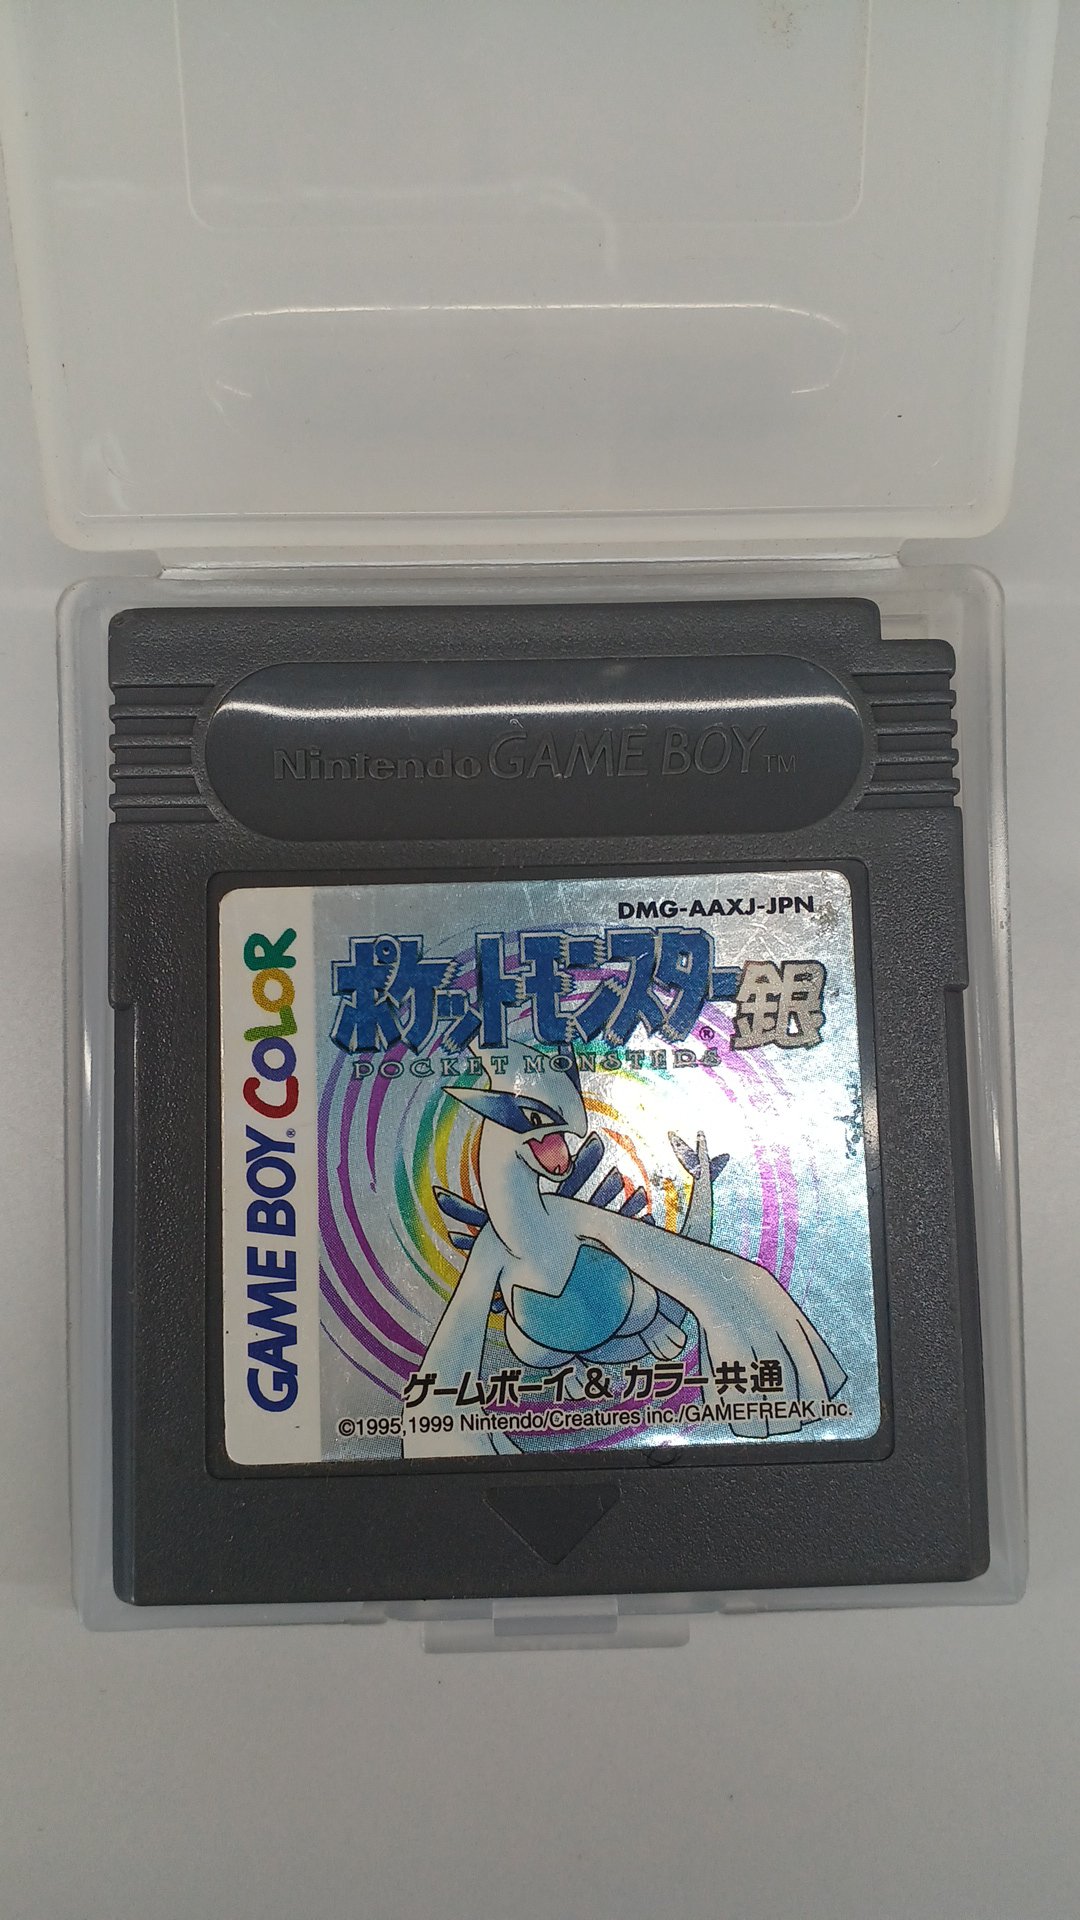 Nintendo GAME BOY TM
DMG-AAXJ-JPN
ポケットモンスター® 銀
POCKET MONSTERS
GAME BOY® COLOR
ゲームボーイ & カラー共通
©1995,1999 Nintendo/Creatures inc./GAMEFREAK inc.